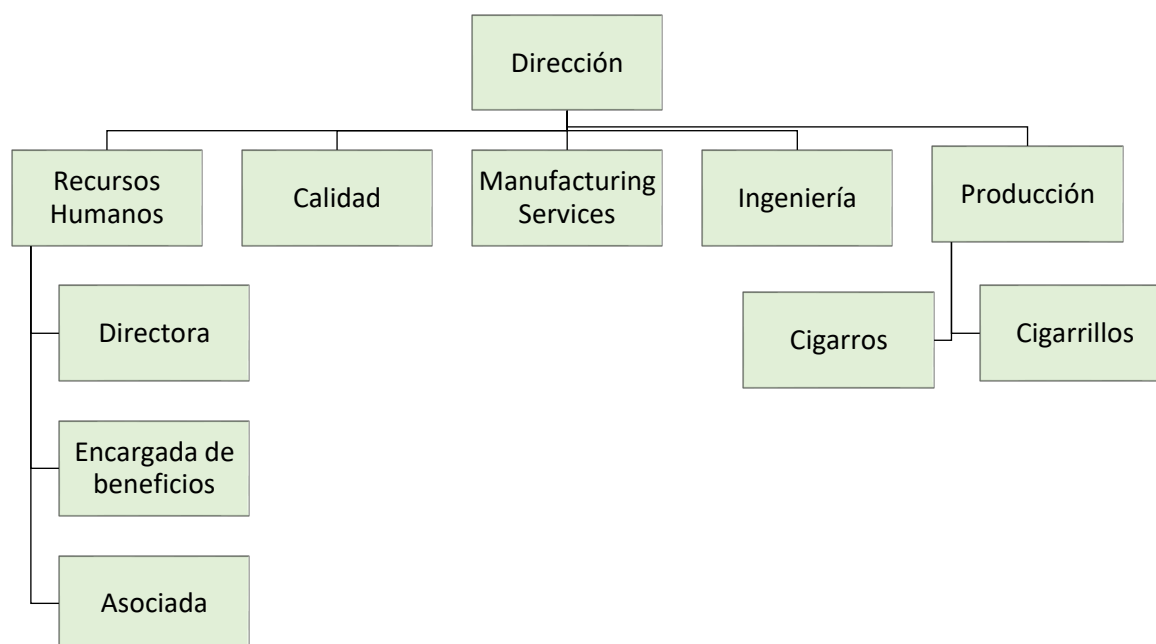 Dirección
Recursos
Humanos
Calidad
Manufacturing
Services
Ingeniería
Producción
Directora
Encargada de
beneficios
Asociada
Cigarros
Cigarrillos